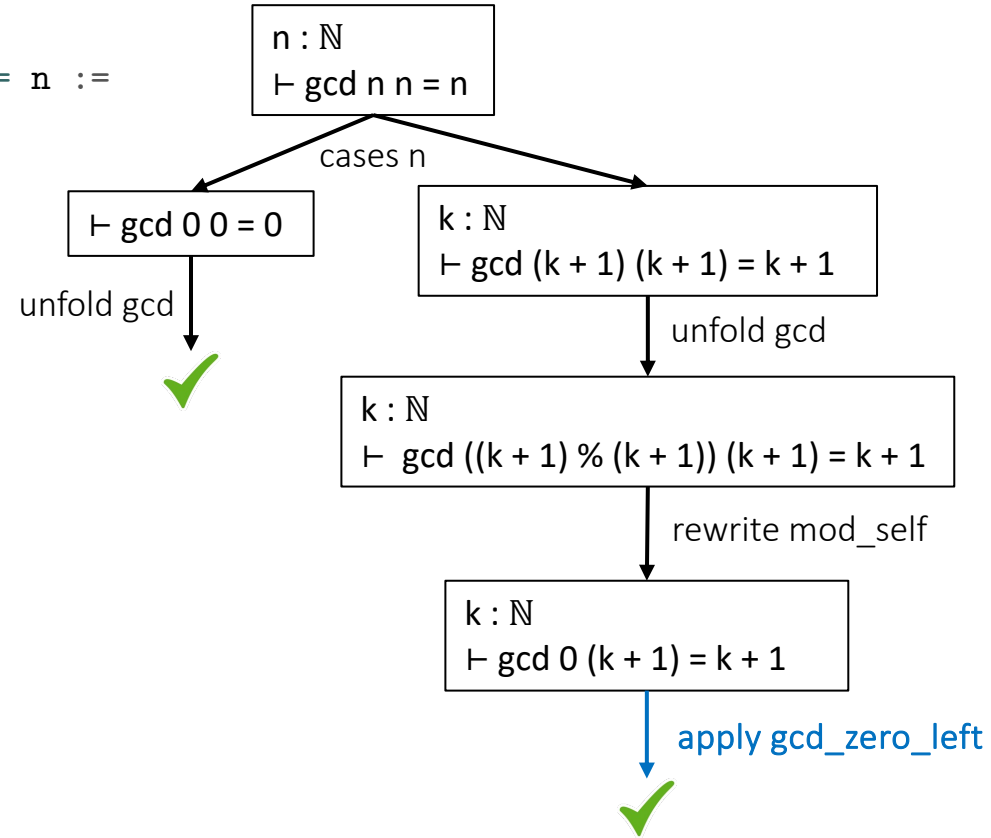 n : ℕ
= n :=
⊢ gcd n n = n
cases n
⊢ gcd 0 0 = 0
k : ℕ
⊢ gcd (k + 1) (k + 1) = k + 1
unfold gcd
unfold gcd
k : ℕ
⊢ gcd ((k + 1) % (k + 1)) (k + 1) = k + 1
rewrite mod_self
k : ℕ
⊢ gcd 0 (k + 1) = k + 1
apply gcd_zero_left